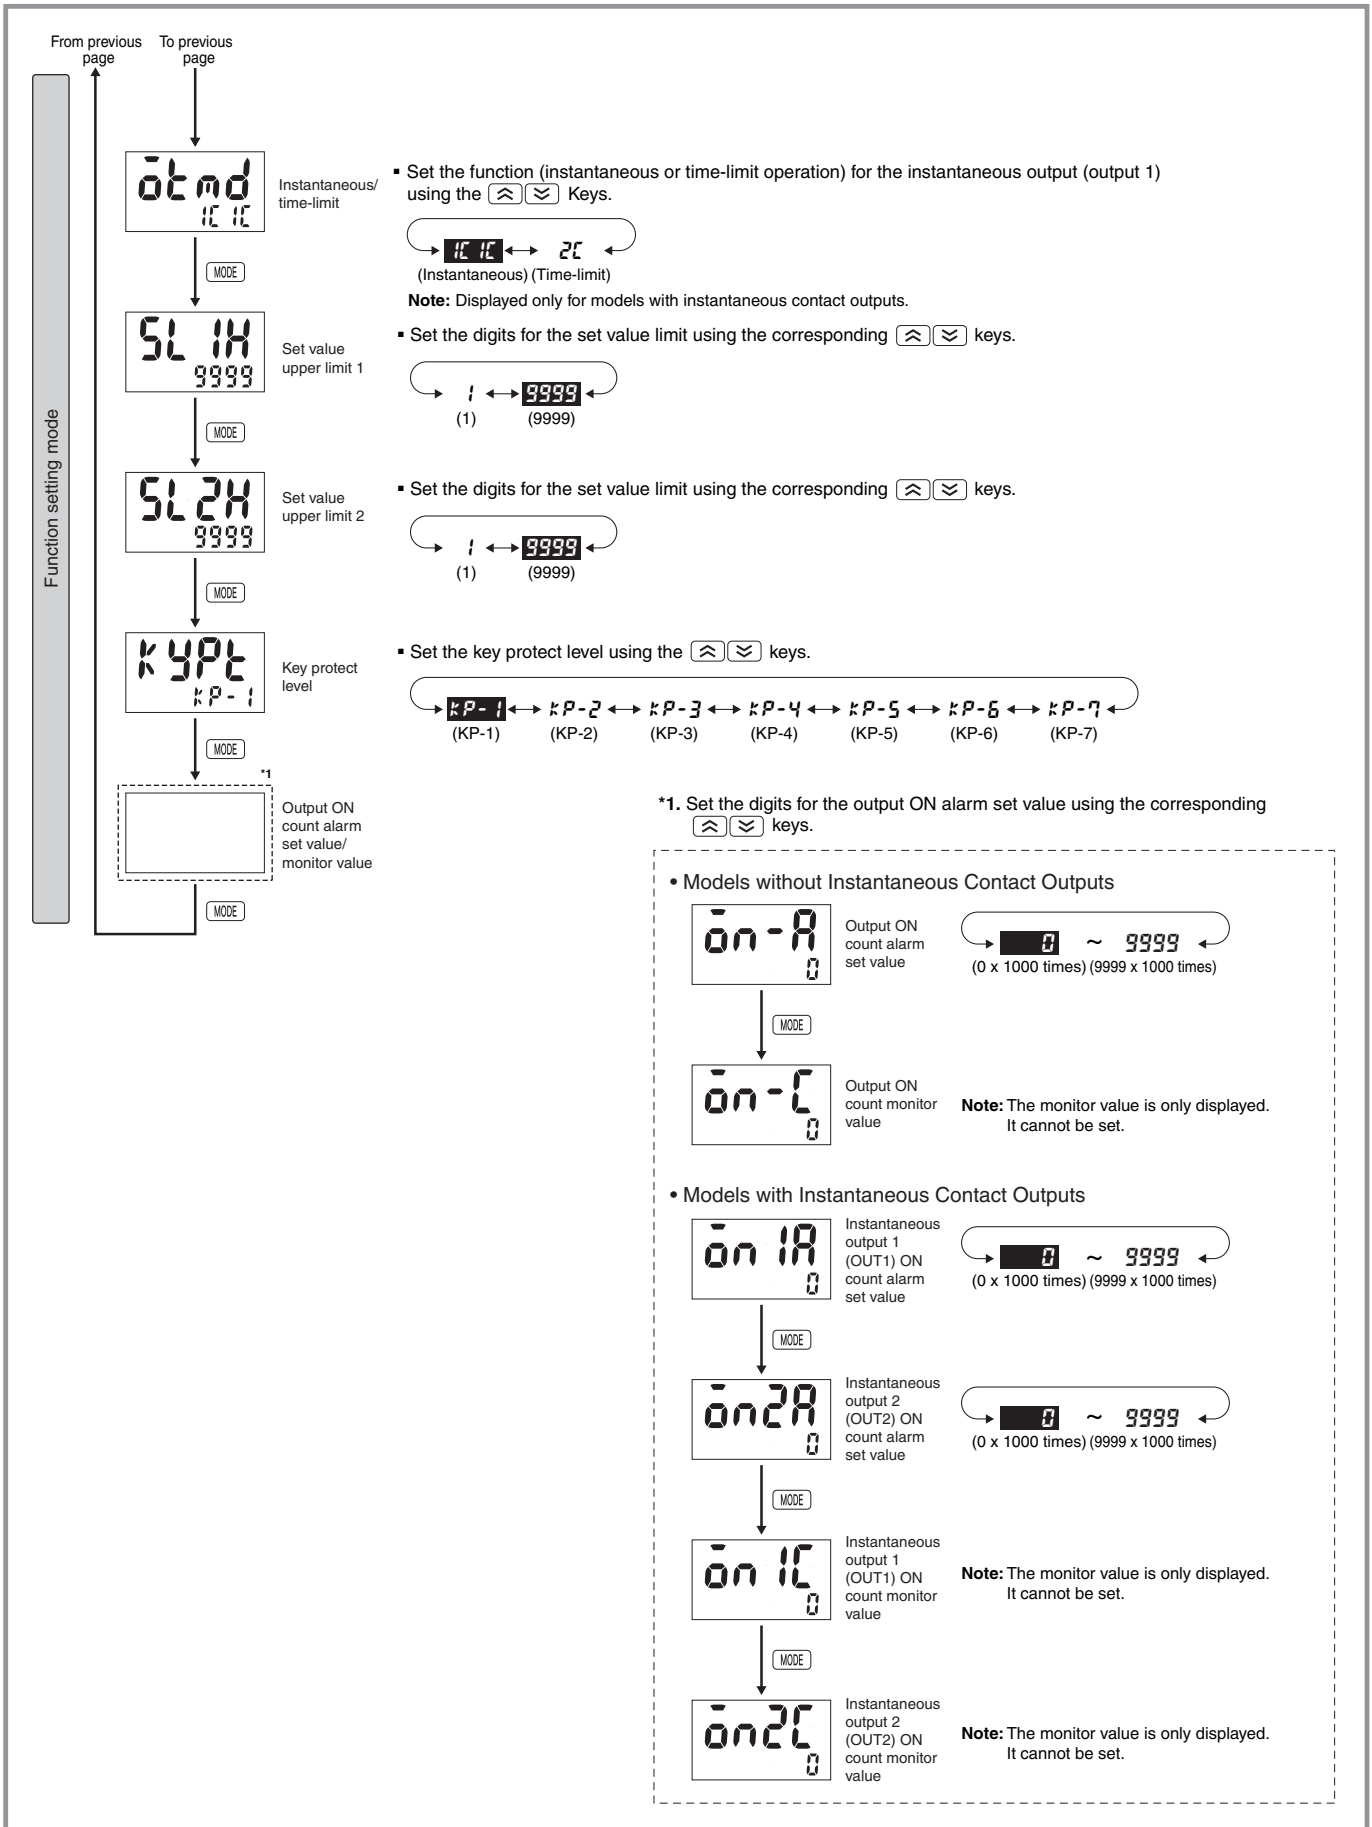 From previous page
To previous page
Function setting mode
ōtmd
1C 1C
Instantaneous/
time-limit
▪ Set the function (instantaneous or time-limit operation) for the instantaneous output (output 1)
using the Keys.
1C 1C 2C
(Instantaneous) (Time-limit)
Note: Displayed only for models with instantaneous contact outputs.
MODE
SL 1H
9999
Set value
upper limit 1
▪ Set the digits for the set value limit using the corresponding keys.
1 9999
(1) (9999)
MODE
SL2H
9999
Set value
upper limit 2
▪ Set the digits for the set value limit using the corresponding keys.
1 9999
(1) (9999)
MODE
KYPt
KP-1
Key protect
level
▪ Set the key protect level using the keys.
KP-1 KP-2 KP-3 KP-4 KP-5 KP-6 KP-7
(KP-1) (KP-2) (KP-3) (KP-4) (KP-5) (KP-6) (KP-7)
MODE
*1
Output ON
count alarm
set value/
monitor value
MODE
*1. Set the digits for the output ON alarm set value using the corresponding
keys.
• Models without Instantaneous Contact Outputs
ōn-A
0
Output ON
count alarm
set value
0 ~ 9999
(0 x 1000 times) (9999 x 1000 times)
MODE
ōn-C
0
Output ON
count monitor
value
Note: The monitor value is only displayed.
It cannot be set.
• Models with Instantaneous Contact Outputs
ōn 1A
0
Instantaneous
output 1
(OUT1) ON
count alarm
set value
0 ~ 9999
(0 x 1000 times) (9999 x 1000 times)
MODE
ōn2A
0
Instantaneous
output 2
(OUT2) ON
count alarm
set value
0 ~ 9999
(0 x 1000 times) (9999 x 1000 times)
MODE
ōn 1C
0
Instantaneous
output 1
(OUT1) ON
count monitor
value
Note: The monitor value is only displayed.
It cannot be set.
MODE
ōn2C
0
Instantaneous
output 2
(OUT2) ON
count monitor
value
Note: The monitor value is only displayed.
It cannot be set.